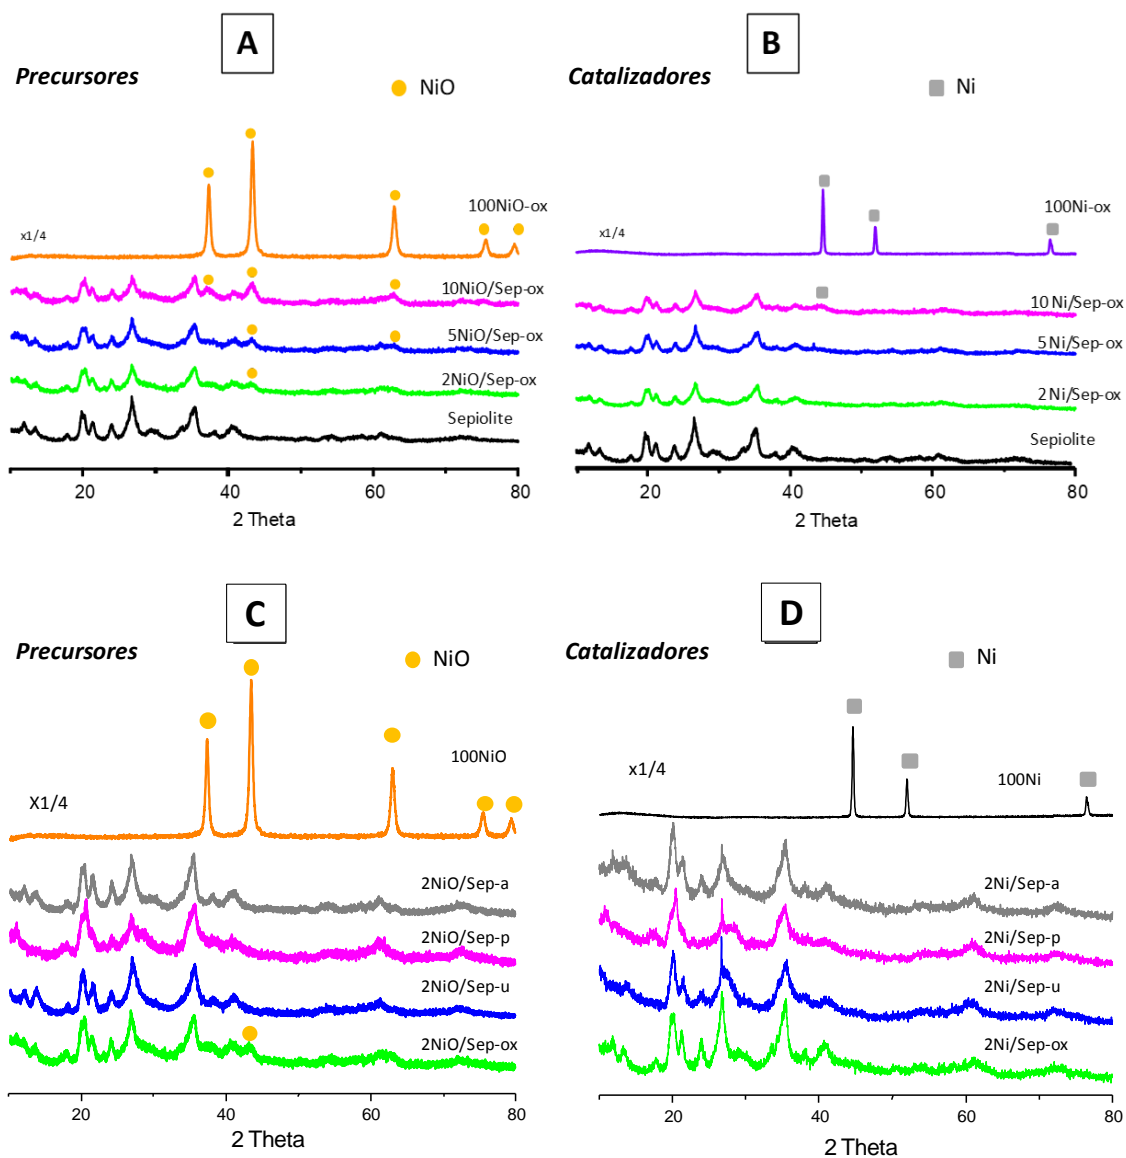 A
Precursores
NiO
100NiO-ox
x1/4
10NiO/Sep-ox
5NiO/Sep-ox
2NiO/Sep-ox
Sepiolite
20
40
60
80
2 Theta
B
Catalizadores
Ni
100Ni-ox
x1/4
10 Ni/Sep-ox
5 Ni/Sep-ox
2 Ni/Sep-ox
Sepiolite
20
40
60
80
2 Theta
C
Precursores
NiO
100NiO
X1/4
2NiO/Sep-a
2NiO/Sep-p
2NiO/Sep-u
2NiO/Sep-ox
20
40
60
80
2 Theta
D
Catalizadores
Ni
x1/4
100Ni
2Ni/Sep-a
2Ni/Sep-p
2Ni/Sep-u
2Ni/Sep-ox
20
40
60
80
2 Theta